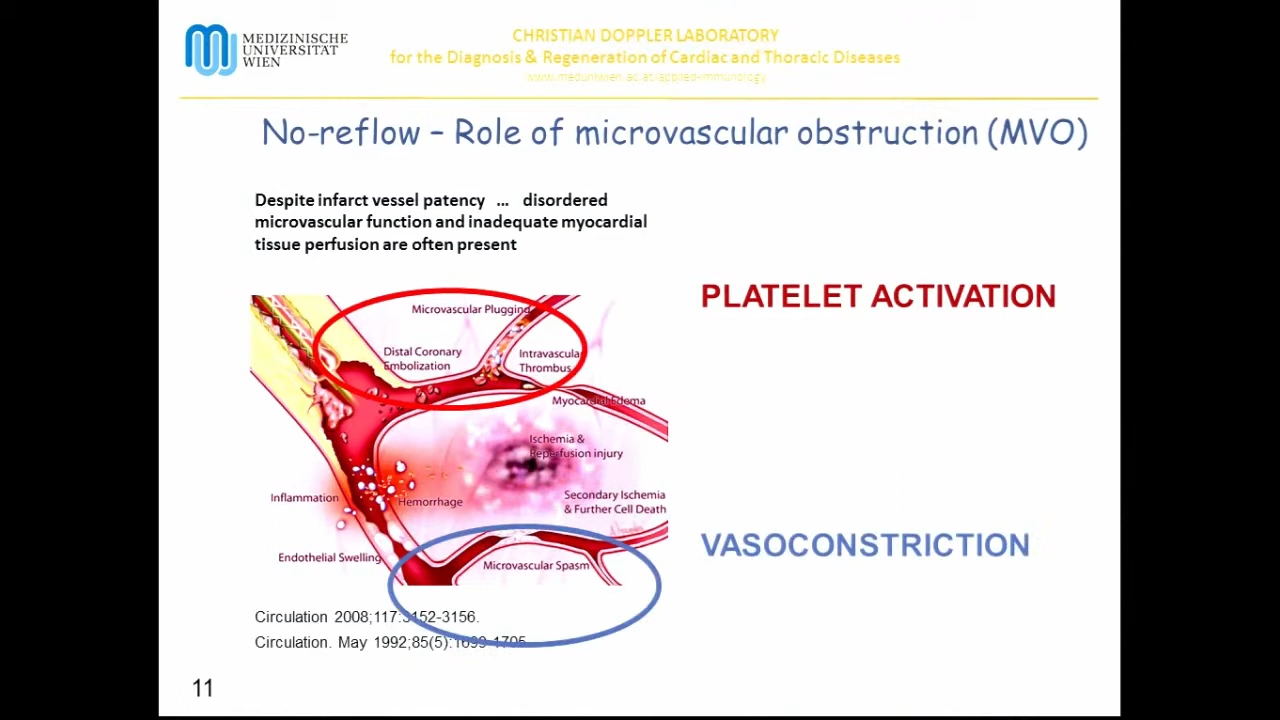 MEDIZINISCHE
UNIVERSITÄT
WIEN
CHRISTIAN DOPPLER LABORATORY
for the Diagnosis & Regeneration of Cardiac and Thoracic Diseases
www.meduniwien.ac.at/applied-immunology
No-reflow – Role of microvascular obstruction (MVO)
Despite infarct vessel patency ... disordered
microvascular function and inadequate myocardial
tissue perfusion are often present
PLATELET ACTIVATION
Microvascular Plugging
Distal Coronary
Embolization
Intravascular
Thrombus
Myocardial Edema
Ischemia &
Reperfusion injury
Inflammation
Hemorrhage
Secondary Ischemia
& Further Cell Death
Endothelial Swelling
Microvascular Spasm
VASOCONSTRICTION
Circulation 2008;117:3152-3156.
Circulation. May 1992;85(5):1699-1705
11